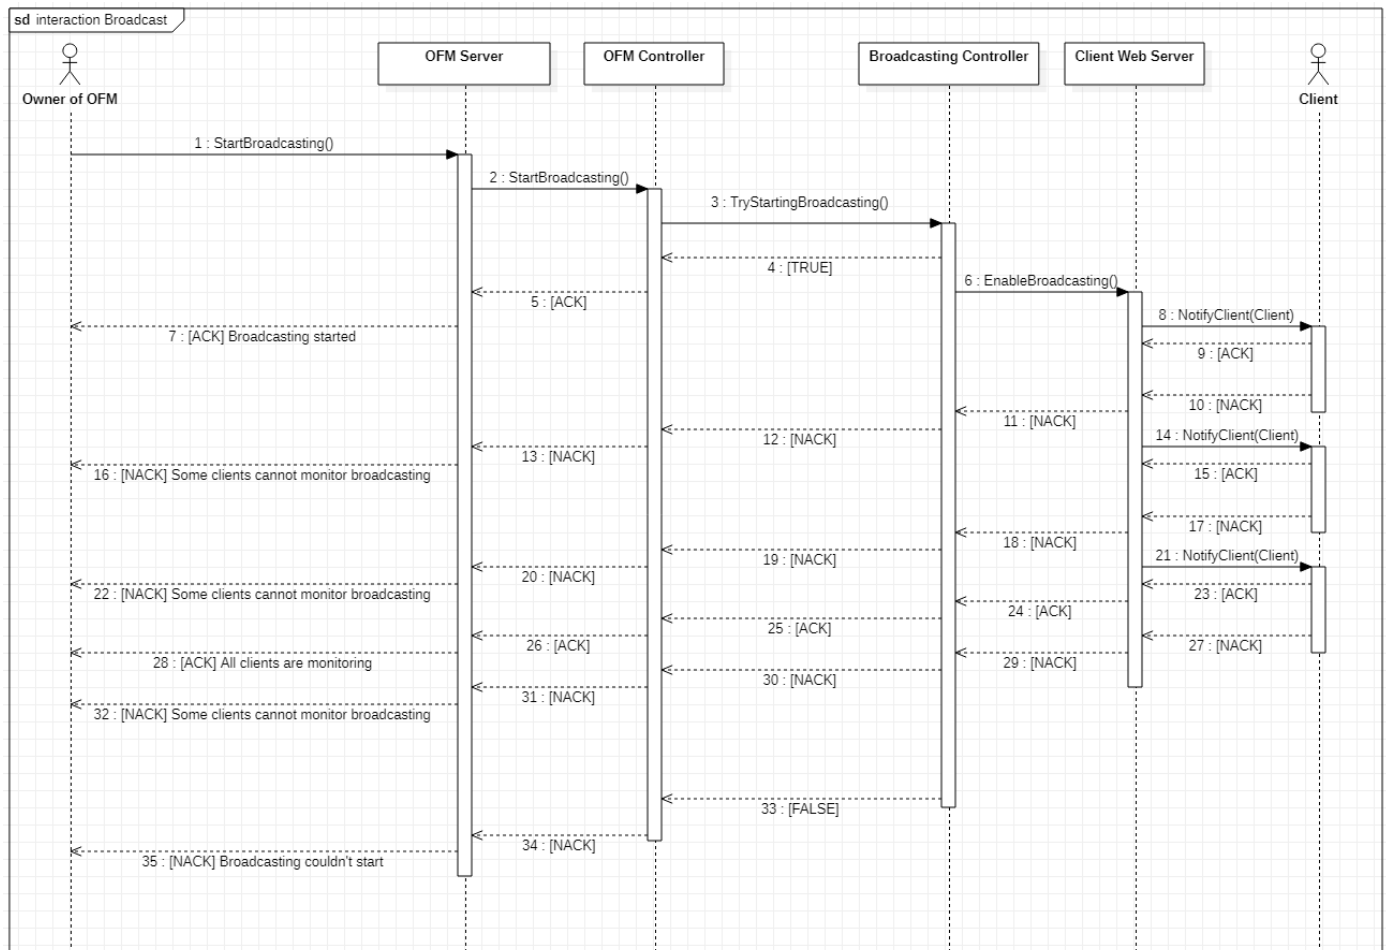 sd interaction Broadcast
OFM Server
OFM Controller
Broadcasting Controller
Client Web Server
Owner of OFM
Client
1 : StartBroadcasting()
2 : StartBroadcasting()
3 : TryStartingBroadcasting()
4 : [TRUE]
6 : EnableBroadcasting()
5 : [ACK]
8 : NotifyClient(Client)
7 : [ACK] Broadcasting started
9 : [ACK]
10 : [NACK]
11 : [NACK]
12 : [NACK]
14 : NotifyClient(Client)
13 : [NACK]
16 : [NACK] Some clients cannot monitor broadcasting
15 : [ACK]
17 : [NACK]
18 : [NACK]
19 : [NACK]
21 : NotifyClient(Client)
20 : [NACK]
22 : [NACK] Some clients cannot monitor broadcasting
23 : [ACK]
24 : [ACK]
25 : [ACK]
26 : [ACK]
27 : [NACK]
28 : [ACK] All clients are monitoring
29 : [NACK]
30 : [NACK]
31 : [NACK]
32 : [NACK] Some clients cannot monitor broadcasting
33 : [FALSE]
34 : [NACK]
35 : [NACK] Broadcasting couldn't start